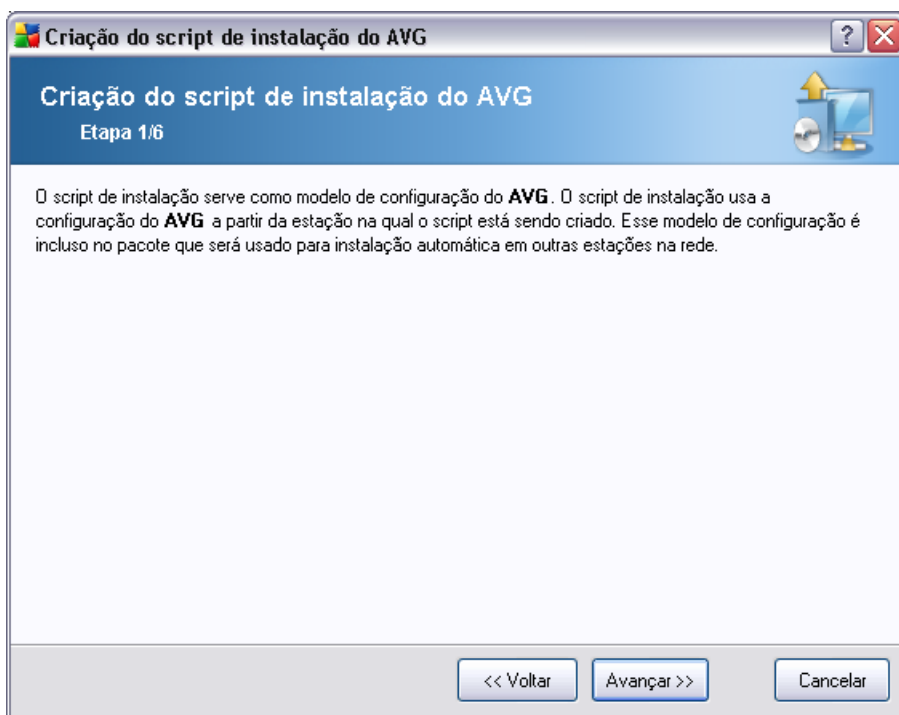 Criação do script de instalação do AVG
Criação do script de instalação do AVG
Etapa 1/6
O script de instalação serve como modelo de configuração do AVG. O script de instalação usa a
configuração do AVG a partir da estação na qual o script está sendo criado. Esse modelo de configuração é
incluso no pacote que será usado para instalação automática em outras estações na rede.
<< Voltar
Avançar >>
Cancelar